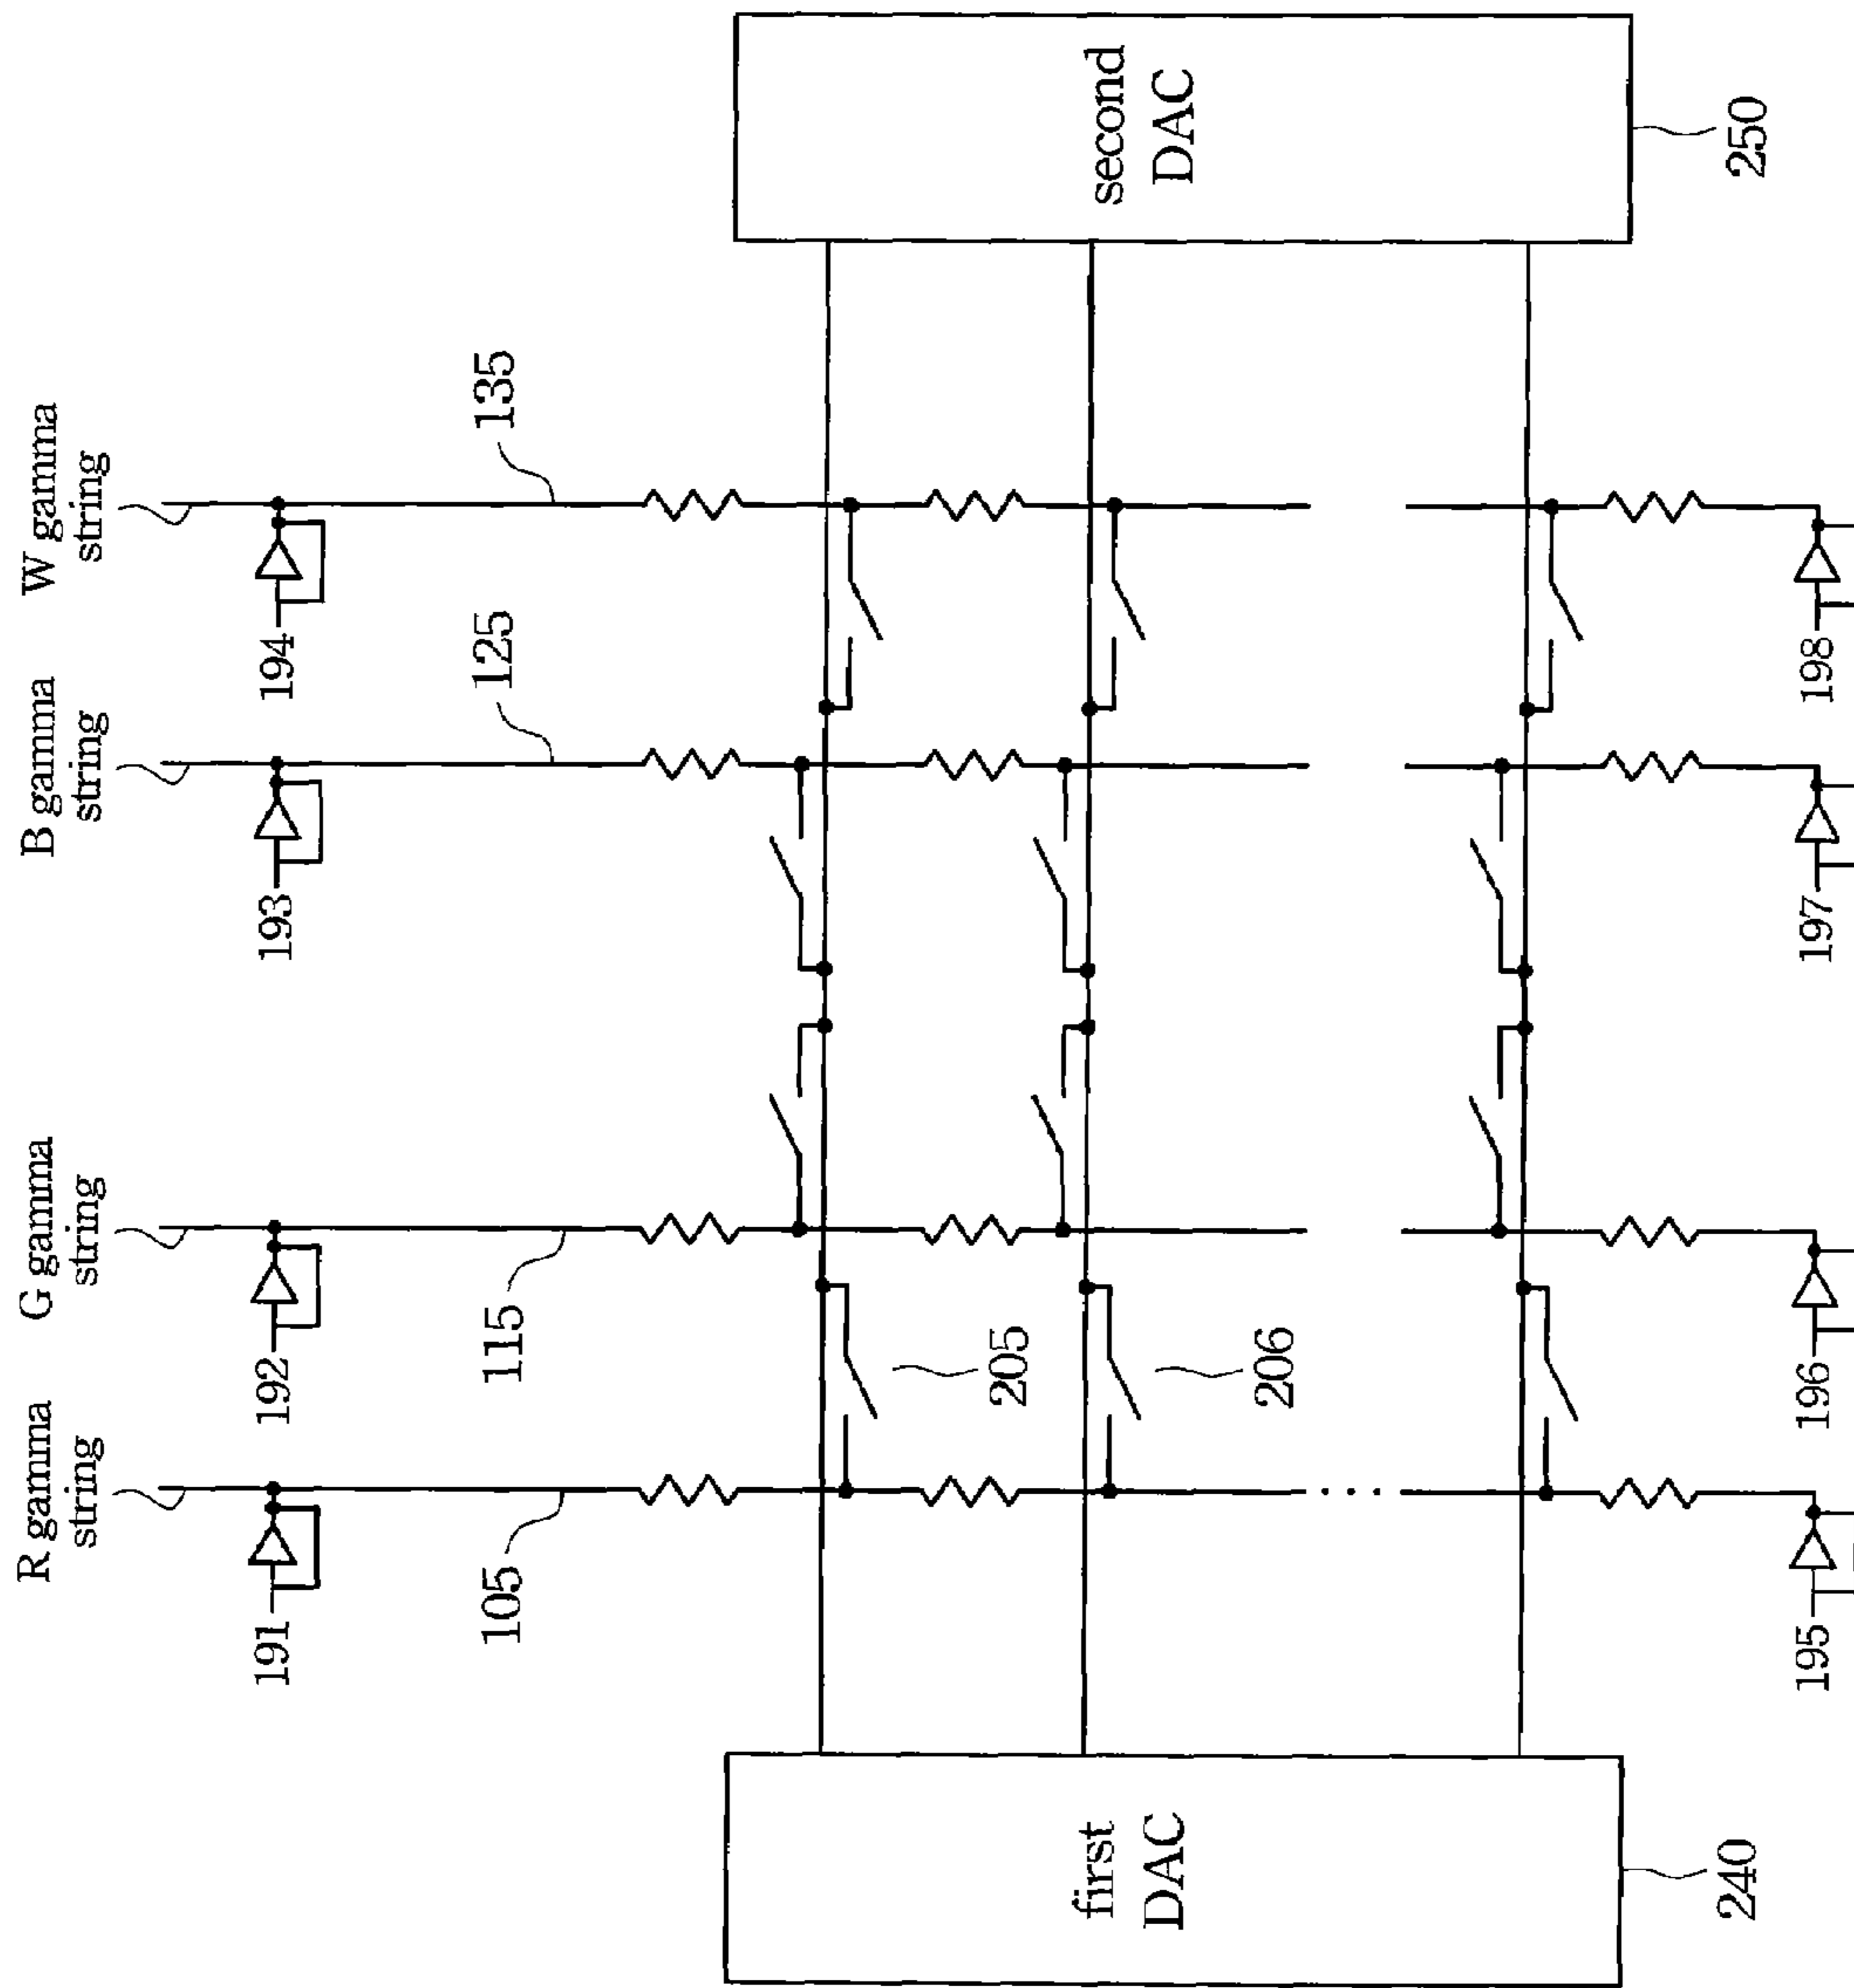 R gamma
string
G gamma
string
B gamma
string
W gamma
string
191
192
193
194
105
115
125
135
205
206
first
DAC
240
second
DAC
250
195
196
197
198
. . .